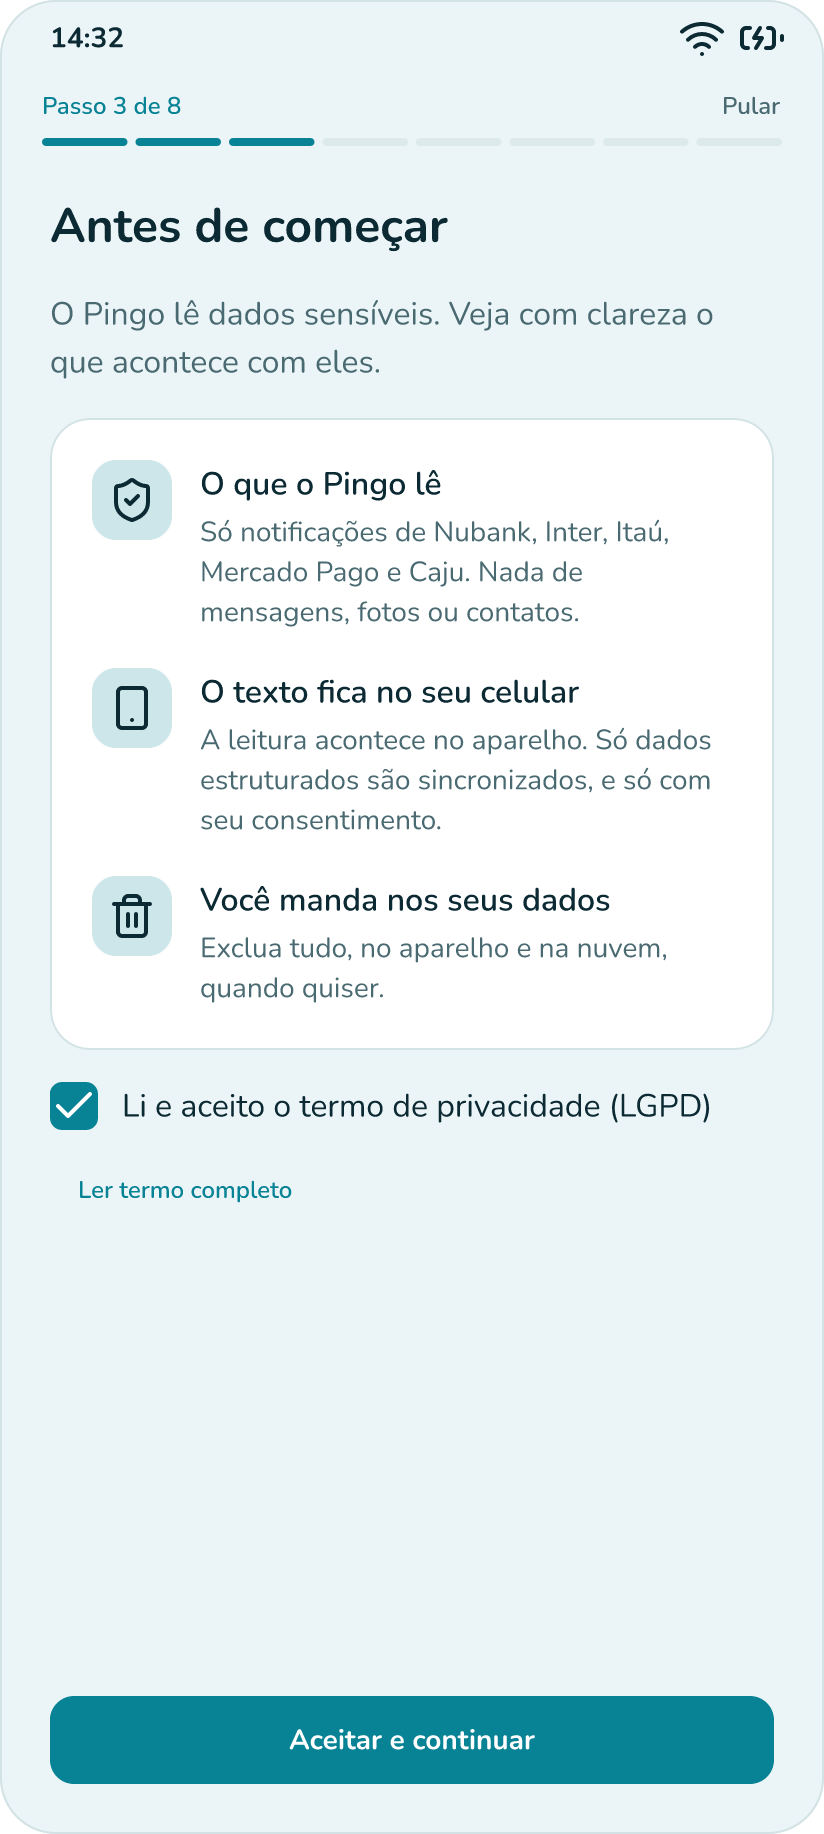 14:32
Passo 3 de 8
Pular
Antes de começar
O Pingo lê dados sensíveis. Veja com clareza o
que acontece com eles.
O que o Pingo lê
Só notificações de Nubank, Inter, Itaú,
Mercado Pago e Caju. Nada de
mensagens, fotos ou contatos.
O texto fica no seu celular
A leitura acontece no aparelho. Só dados
estruturados são sincronizados, e só com
seu consentimento.
Você manda nos seus dados
Exclua tudo, no aparelho e na nuvem,
quando quiser.
Li e aceito o termo de privacidade (LGPD)
Ler termo completo
Aceitar e continuar